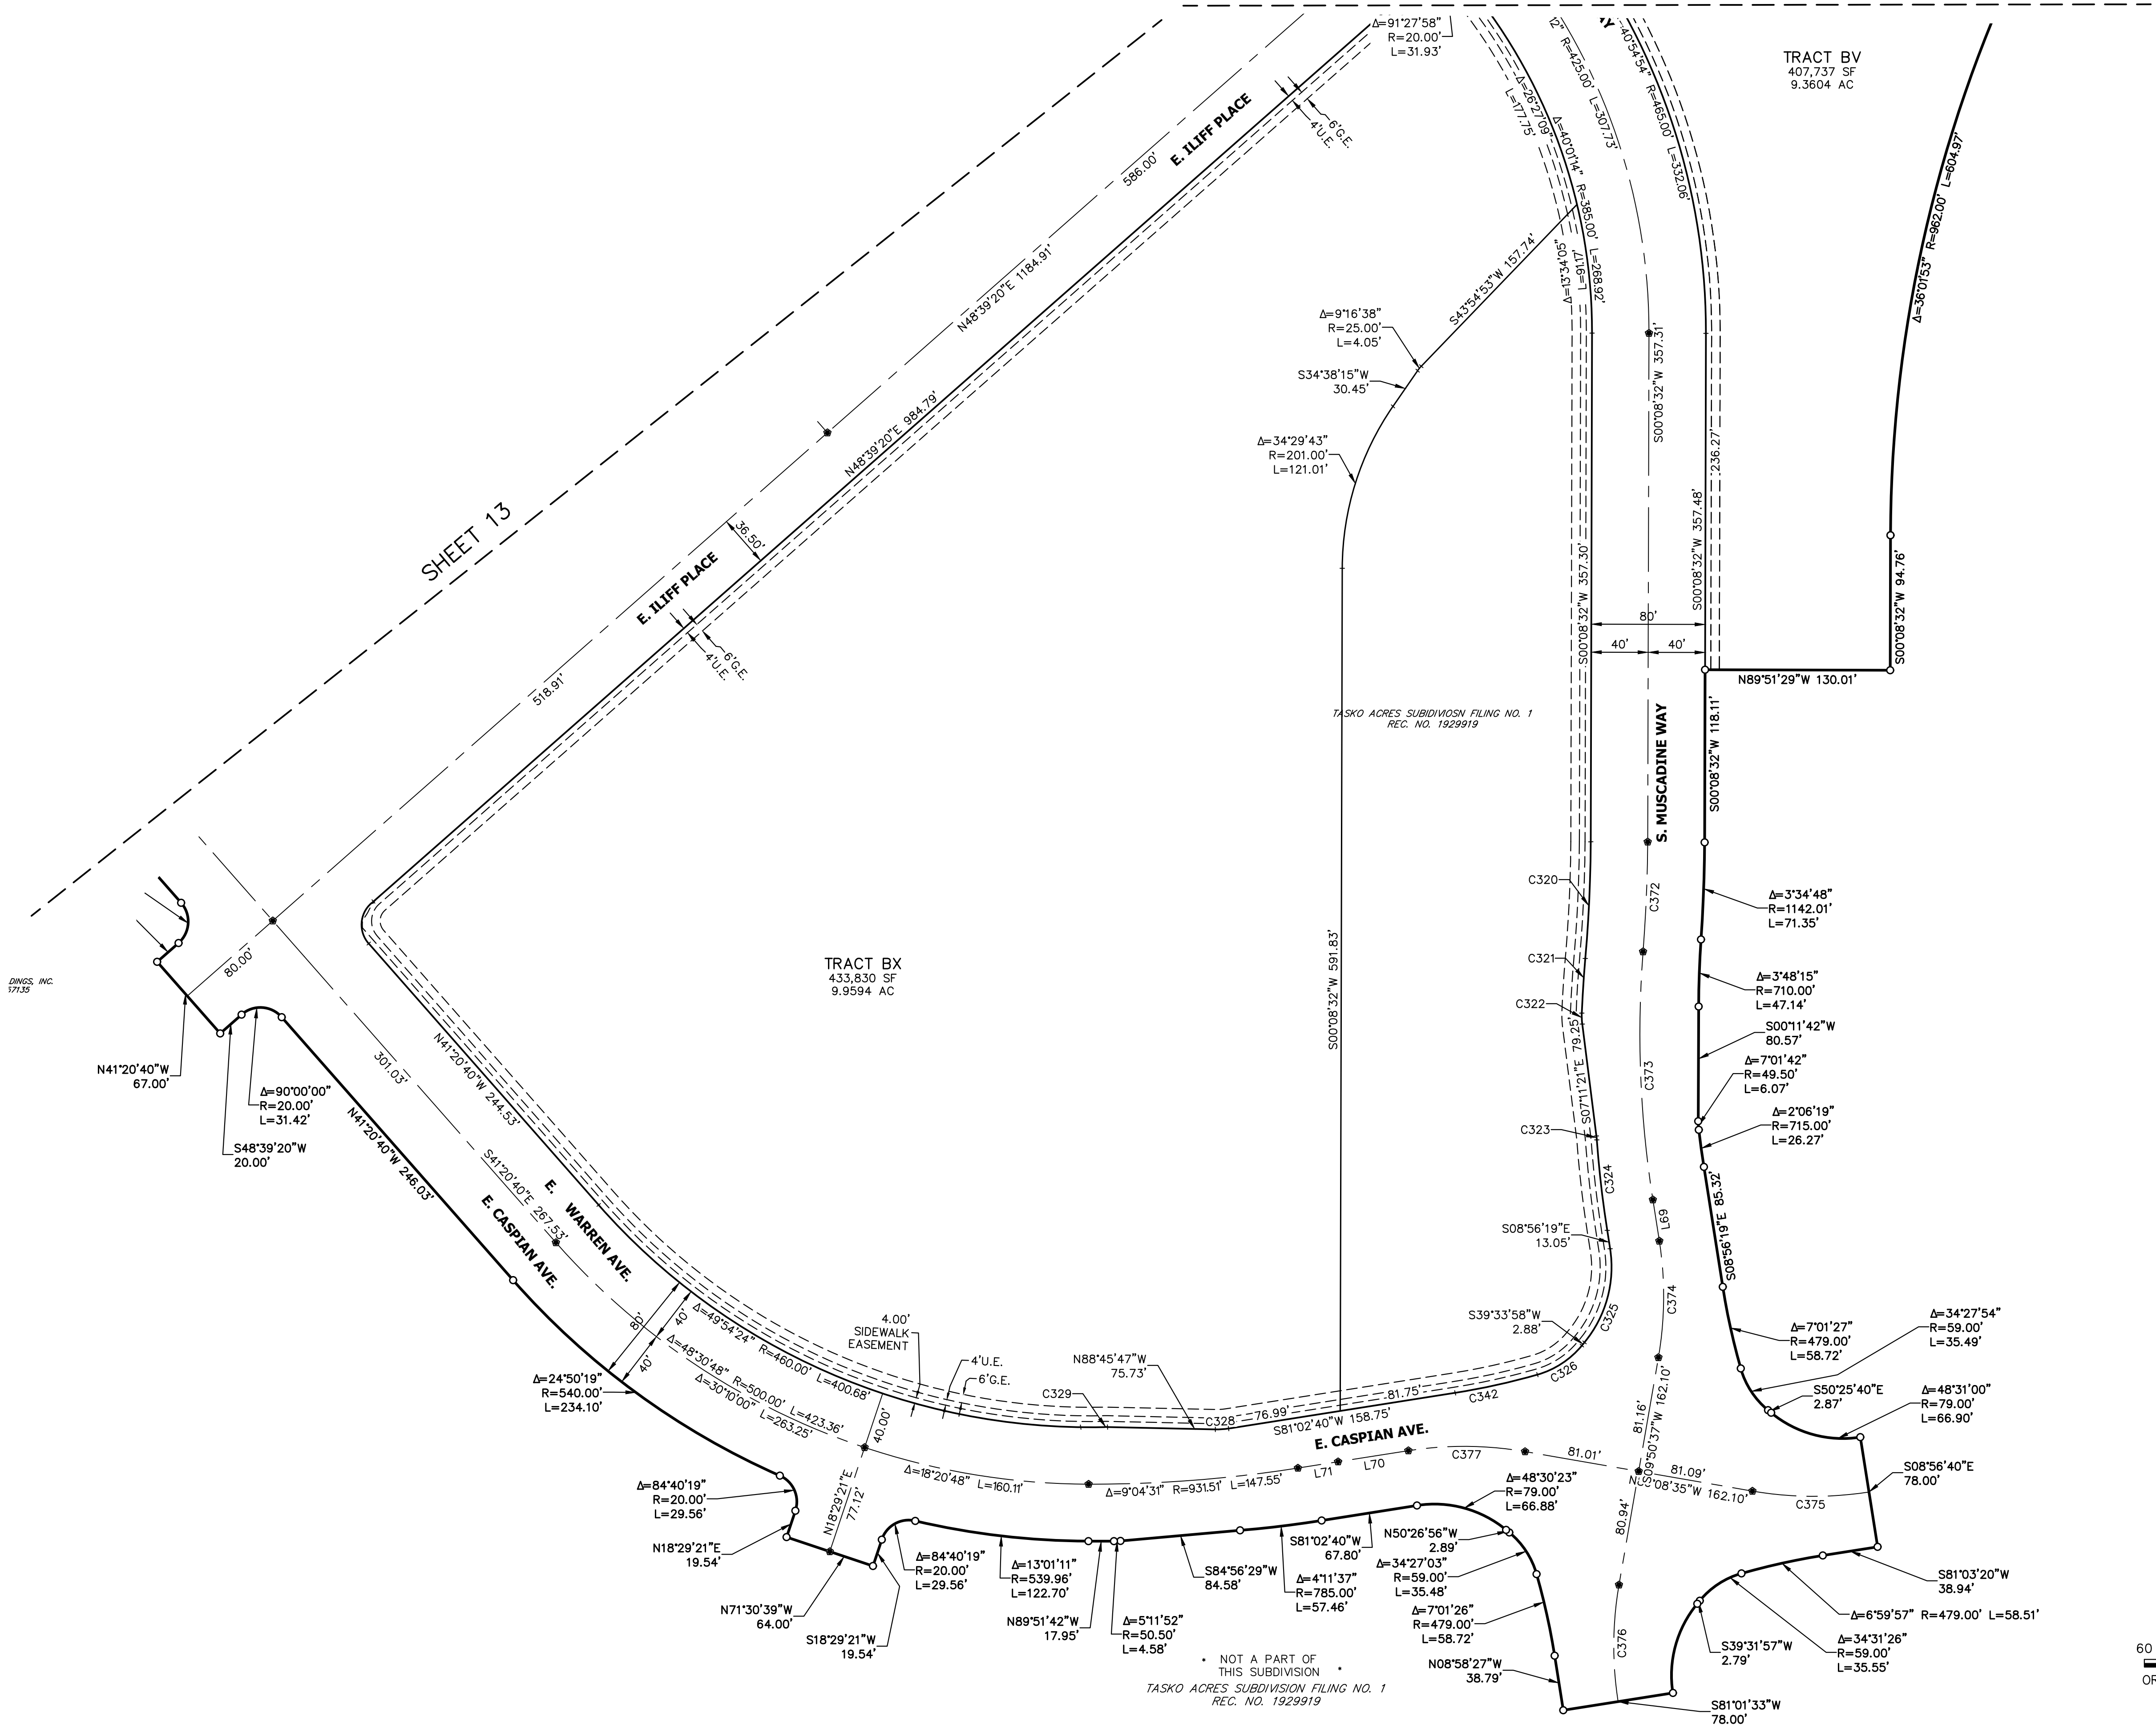 Δ=91°27'58"
R=20.00'
L=31.93'
TRACT BV
407,737 SF
9.3604 AC
12" R=425.00' L=307.73'
40°54'54" R=465.00' L=332.06'
Δ=26°27'09"
L=177.75'
Δ=40°01'14" R=385.00' L=268.92'
Δ=13°34'05"
L=91.17'
Δ=36°01'53" R=962.00' L=604.97'
E. ILIFF PLACE
6'G.E.
4'U.E.
586.00'
N48°39'20"E 1184.91'
N48°39'20"E 984.79'
S43°54'53"W 157.74'
Δ=9°16'38"
R=25.00'
L=4.05'
S34°38'15"W
30.45'
Δ=34°29'43"
R=201.00'
L=121.01'
S00°08'32"W 357.31'
236.27'
S00°08'32"W 357.48'
S00°08'32"W 357.30'
SHEET 13
36.50'
E. ILIFF PLACE
6'G.E.
4'U.E.
518.91'
80'
40'
40'
S00°08'32"W 94.76'
N89°51'29"W 130.01'
TASKO ACRES SUBIDIVIOSN FILING NO. 1
REC. NO. 1929919
S. MUSCADINE WAY
S00°08'32"W 118.11'
C320
C372
Δ=3°34'48"
R=1142.01'
L=71.35'
80.00'
DINGS, INC.
57135
TRACT BX
433,830 SF
9.9594 AC
S00°08'32"W 591.83'
C321
C322
Δ=3°48'15"
R=710.00'
L=47.14'
S00°11'42"W
80.57'
N41°20'40"W
67.00'
Δ=90°00'00"
R=20.00'
L=31.42'
S48°39'20"W
20.00'
301.03'
N41°20'40"W 244.53'
N41°20'40"W 246.03'
S41°20'40"E 267.53'
E. CASPIAN AVE.
E. WARREN AVE.
S07°11'21"E 79.25'
C373
Δ=7°01'42"
R=49.50'
L=6.07'
Δ=2°06'19"
R=715.00'
L=26.27'
C323
C324
L69
S08°56'19"E 85.32'
S08°56'19"E
13.05'
C374
C325
S39°33'58"W
2.88'
C326
Δ=34°27'54"
R=59.00'
L=35.49'
Δ=7°01'27"
R=479.00'
L=58.72'
S50°25'40"E
2.87'
Δ=48°31'00"
R=79.00'
L=66.90'
80'
40'
40'
Δ=49°54'24" R=460.00' L=400.68'
Δ=48°30'48" R=500.00' L=423.36'
Δ=30°10'00" L=263.25'
4.00'
SIDEWALK
EASEMENT
4'U.E.
6'G.E.
N88°45'47"W
75.73'
C329
C328
76.99'
81.75'
C342
S81°02'40"W 158.75'
E. CASPIAN AVE.
Δ=24°50'19"
R=540.00'
L=234.10'
40.00'
N18°29'21"E
77.12'
Δ=18°20'48" L=160.11'
Δ=9°04'31" R=931.51' L=147.55'
L71
L70
C377
81.01'
81.16'
S09°50'37"W 162.10'
81.09'
08'35"W 162.10'
80.94'
C375
C376
S08°56'40"E
78.00'
Δ=84°40'19"
R=20.00'
L=29.56'
N18°29'21"E
19.54'
N71°30'39"W
64.00'
S18°29'21"W
19.54'
Δ=84°40'19"
R=20.00'
L=29.56'
Δ=13°01'11"
R=539.96'
L=122.70'
N89°51'42"W
17.95'
Δ=5°11'52"
R=50.50'
L=4.58'
S84°56'29"W
84.58'
Δ=4°11'37"
R=785.00'
L=57.46'
S81°02'40"W
67.80'
Δ=48°30'23"
R=79.00'
L=66.88'
N50°26'56"W
2.89'
Δ=34°27'03"
R=59.00'
L=35.48'
Δ=7°01'26"
R=479.00'
L=58.72'
N08°58'27"W
38.79'
S81°03'20"W
38.94'
Δ=6°59'57" R=479.00' L=58.51'
Δ=34°31'26"
R=59.00'
L=35.55'
S39°31'57"W
2.79'
S81°01'33"W
78.00'
* NOT A PART OF
THIS SUBDIVISION *
TASKO ACRES SUBDIVISION FILING NO. 1
REC. NO. 1929919
60
OR